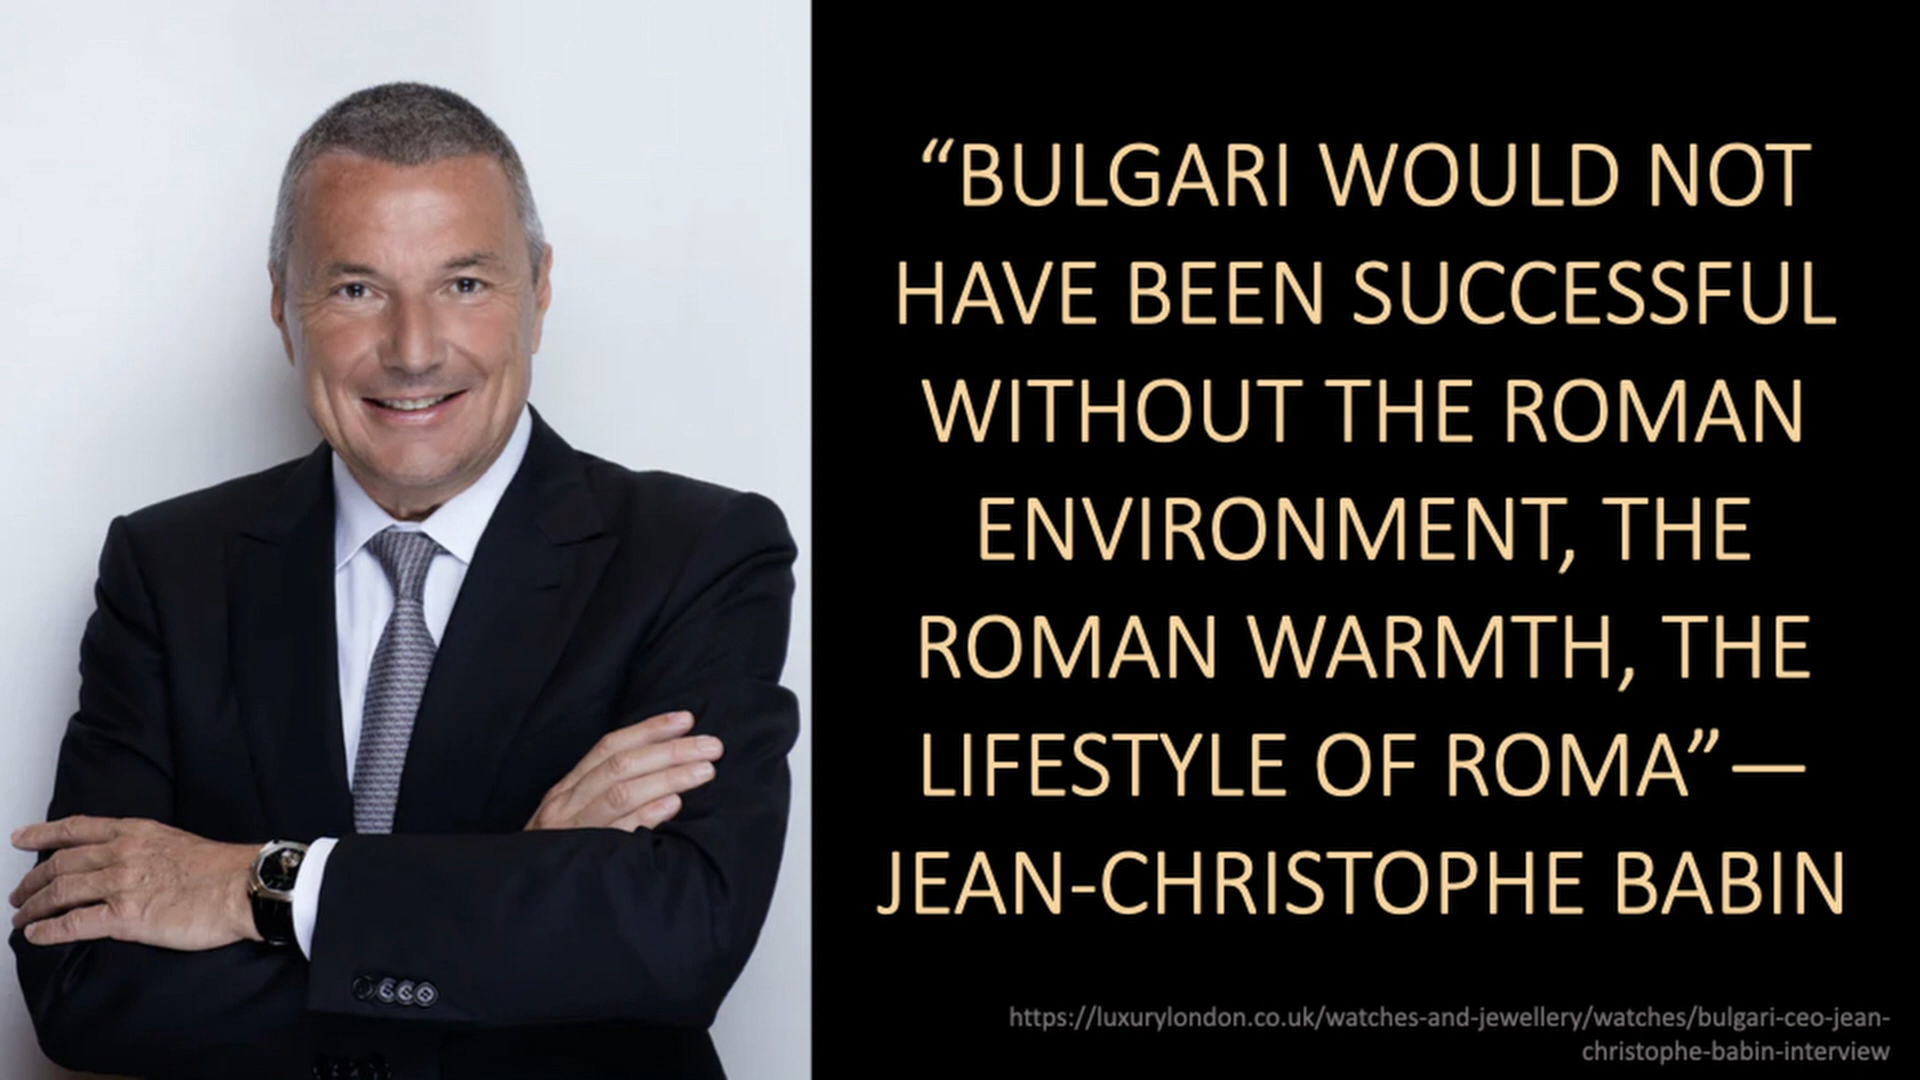 “BULGARI WOULD NOT
HAVE BEEN SUCCESSFUL
WITHOUT THE ROMAN
ENVIRONMENT, THE
ROMAN WARMTH, THE
LIFESTYLE OF ROMA”—
JEAN-CHRISTOPHE BABIN
https://luxurylondon.co.uk/watches-and-jewellery/watches/bulgari-ceo-jean-
christophe-babin-interview